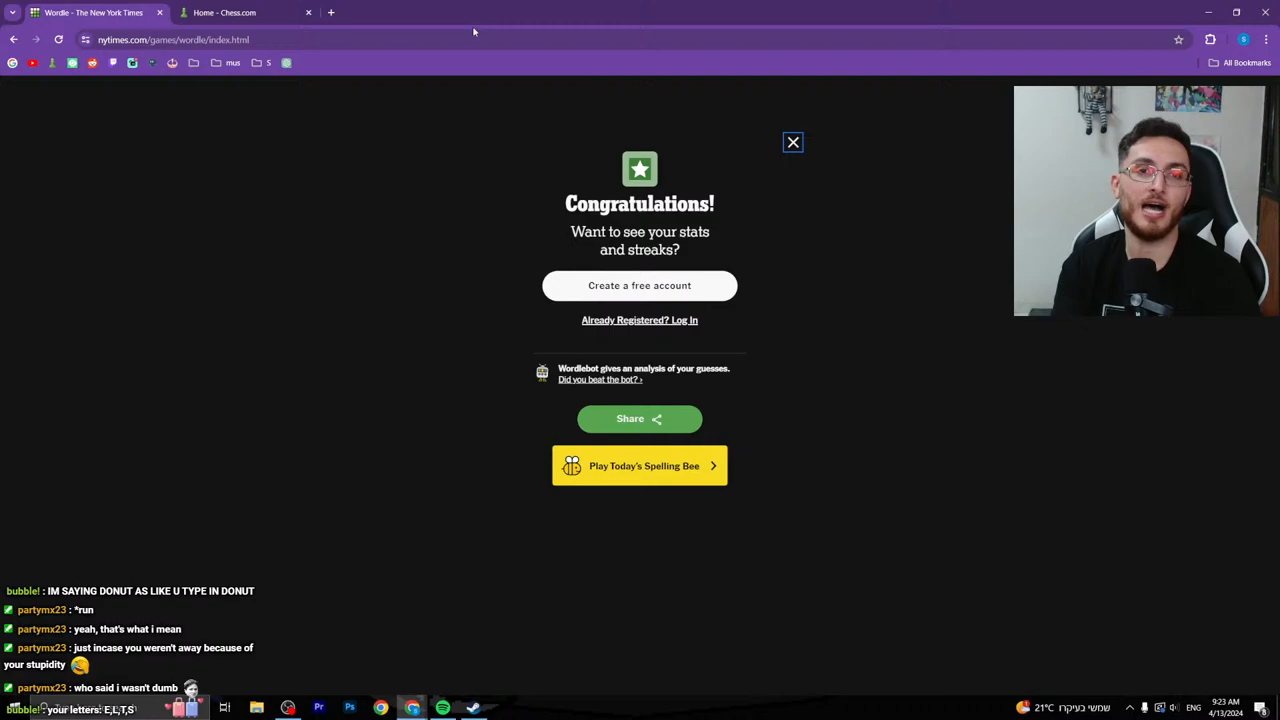 Wordle - The New York Times
Home - Chess.com
nytimes.com/games/wordle/index.html
S
mus
S
All Bookmarks
Congratulations!
Want to see your stats
and streaks?
Create a free account
Already Registered? Log In
Wordlebot gives an analysis of your guesses.
Did you beat the bot? ›
Share
Play Today's Spelling Bee
bubble! : IM SAYING DONUT AS LIKE U TYPE IN DONUT
partymx23 : *run
partymx23 : yeah, that's what i mean
partymx23 : just incase you weren't away because of
your stupidity
partymx23 : who said i wasn't dumb
bubble! : your letters: E,L,T,S
Pr
Ps
21°C שמשי בעיקרו
ENG
9:23 AM
4/13/2024